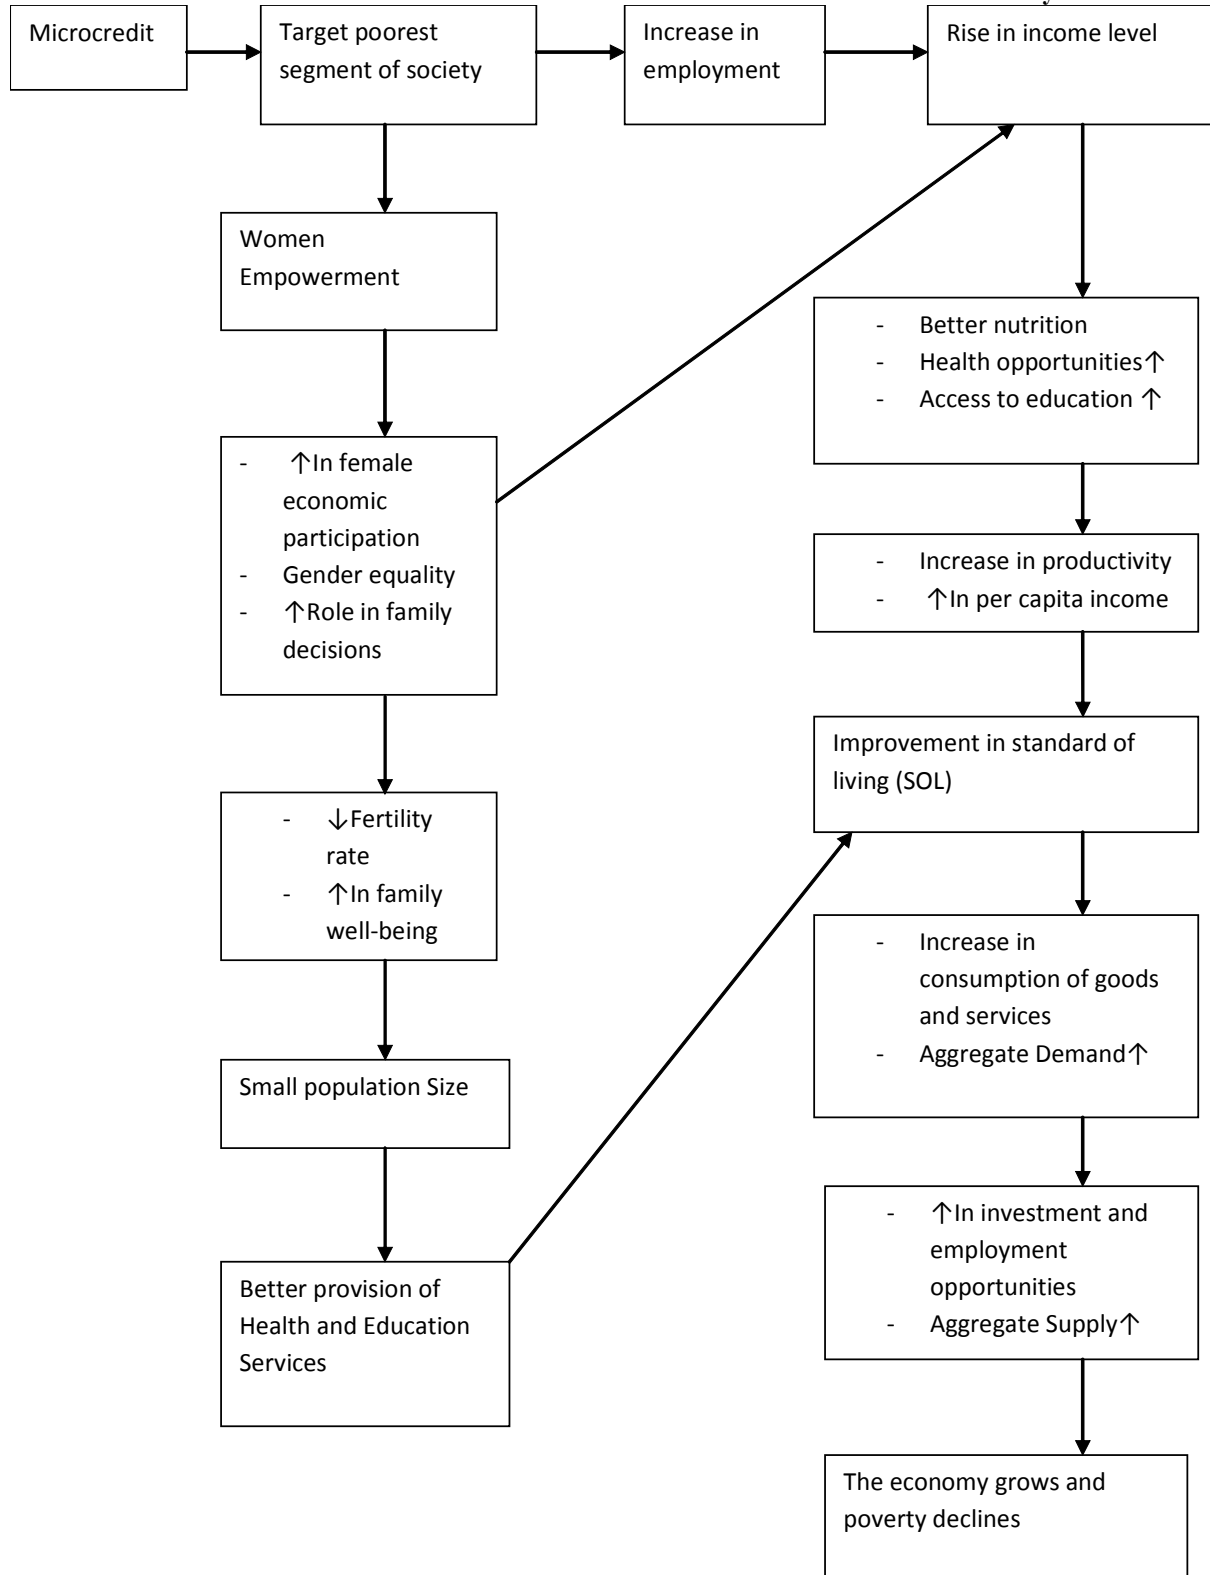 Microcredit
Target poorest
segment of society
Increase in
employment
Rise in income level
Women
Empowerment
- Better nutrition
- Health opportunities↑
- Access to education ↑
- ↑In female
economic
participation
- Gender equality
- ↑Role in family
decisions
- Increase in productivity
- ↑In per capita income
Improvement in standard of
living (SOL)
- ↓Fertility
rate
- ↑In family
well-being
- Increase in
consumption of goods
and services
- Aggregate Demand↑
Small population Size
- ↑In investment and
employment
opportunities
- Aggregate Supply↑
Better provision of
Health and Education
Services
The economy grows and
poverty declines